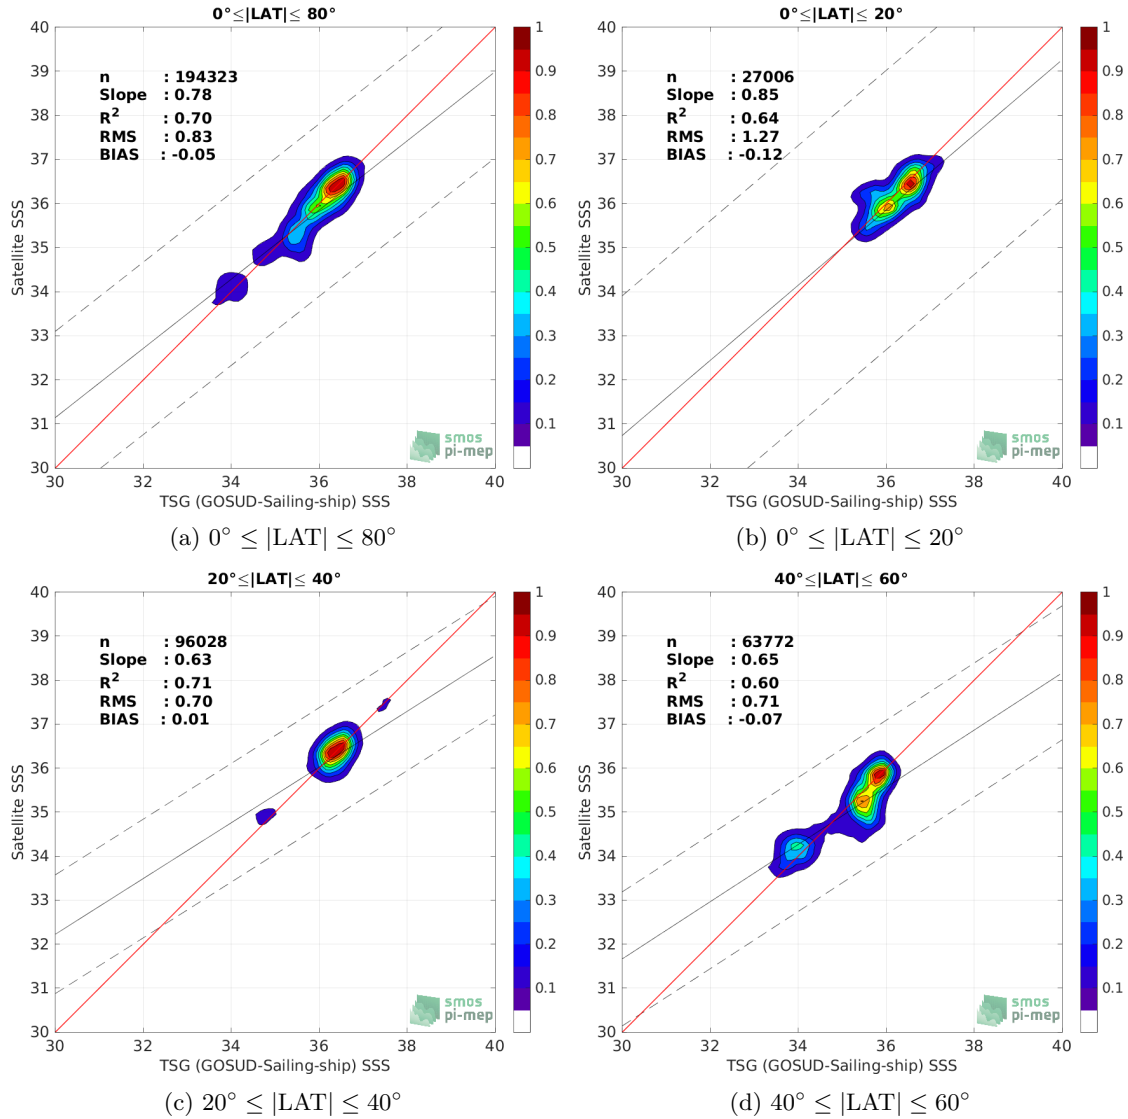 0°≤|LAT|≤ 80°
n : 194323
Slope : 0.78
R² : 0.70
RMS : 0.83
BIAS : -0.05
40
39
38
37
36
35
34
33
32
31
30
30 32 34 36 38 40
Satellite SSS
TSG (GOSUD-Sailing-ship) SSS
smos
pi-mep
1
0.9
0.8
0.7
0.6
0.5
0.4
0.3
0.2
0.1
(a) 0° ≤ |LAT| ≤ 80°
0°≤|LAT|≤ 20°
n : 27006
Slope : 0.85
R² : 0.64
RMS : 1.27
BIAS : -0.12
40
39
38
37
36
35
34
33
32
31
30
30 32 34 36 38 40
Satellite SSS
TSG (GOSUD-Sailing-ship) SSS
smos
pi-mep
1
0.9
0.8
0.7
0.6
0.5
0.4
0.3
0.2
0.1
(b) 0° ≤ |LAT| ≤ 20°
20°≤|LAT|≤ 40°
n : 96028
Slope : 0.63
R² : 0.71
RMS : 0.70
BIAS : 0.01
40
39
38
37
36
35
34
33
32
31
30
30 32 34 36 38 40
Satellite SSS
TSG (GOSUD-Sailing-ship) SSS
smos
pi-mep
1
0.9
0.8
0.7
0.6
0.5
0.4
0.3
0.2
0.1
(c) 20° ≤ |LAT| ≤ 40°
40°≤|LAT|≤ 60°
n : 63772
Slope : 0.65
R² : 0.60
RMS : 0.71
BIAS : -0.07
40
39
38
37
36
35
34
33
32
31
30
30 32 34 36 38 40
Satellite SSS
TSG (GOSUD-Sailing-ship) SSS
smos
pi-mep
1
0.9
0.8
0.7
0.6
0.5
0.4
0.3
0.2
0.1
(d) 40° ≤ |LAT| ≤ 60°